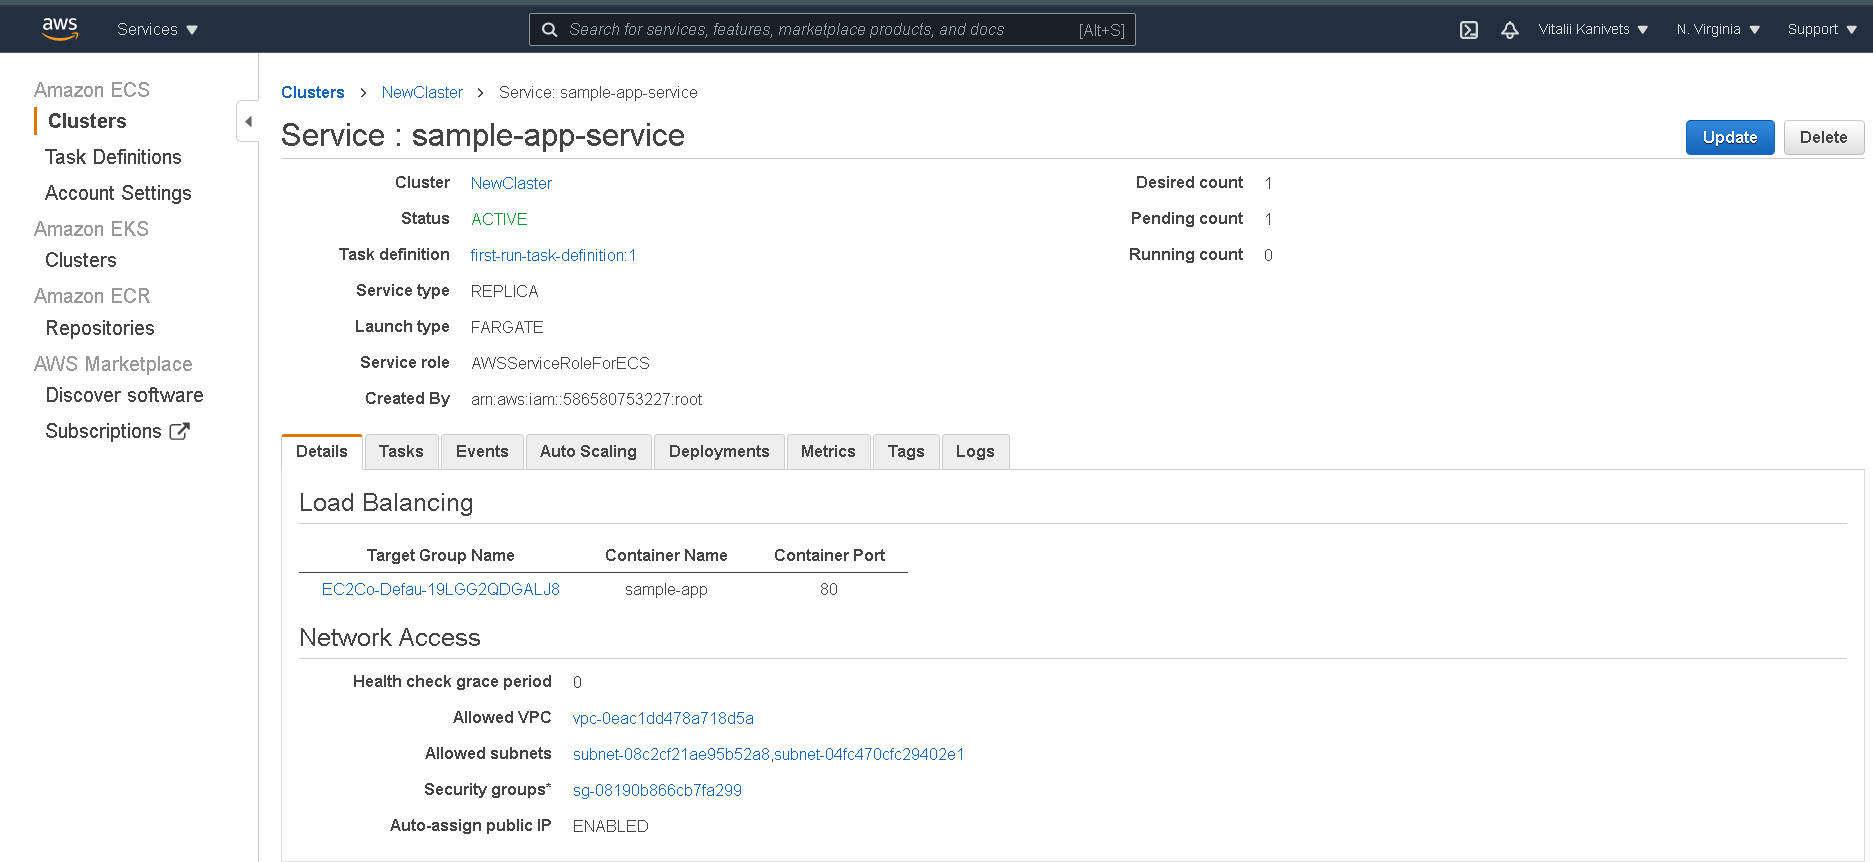 aws
Services
Search for services, features, marketplace products, and docs [Alt+S]
Vitalii Kanivets
N. Virginia
Support
Amazon ECS
Clusters
Task Definitions
Account Settings
Amazon EKS
Clusters
Amazon ECR
Repositories
AWS Marketplace
Discover software
Subscriptions
Clusters > NewClaster > Service: sample-app-service
Service : sample-app-service
Update
Delete
Cluster NewClaster
Status ACTIVE
Task definition first-run-task-definition:1
Service type REPLICA
Launch type FARGATE
Service role AWSServiceRoleForECS
Created By arn:aws:iam::586580753227:root
Desired count 1
Pending count 1
Running count 0
Details Tasks Events Auto Scaling Deployments Metrics Tags Logs
Load Balancing
Target Group Name Container Name Container Port
EC2Co-Defau-19LGG2QDGALJ8 sample-app 80
Network Access
Health check grace period 0
Allowed VPC vpc-0eac1dd478a718d5a
Allowed subnets subnet-08c2cf21ae95b52a8,subnet-04fc470cfc29402e1
Security groups* sg-08190b866cb7fa299
Auto-assign public IP ENABLED